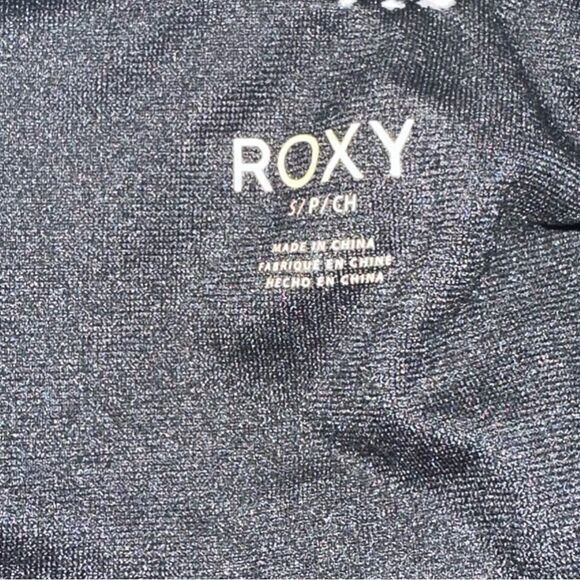 ROXY
S/P/CH
MADE IN CHINA
FABRIQUE EN CHINE
HECHO EN CHINA